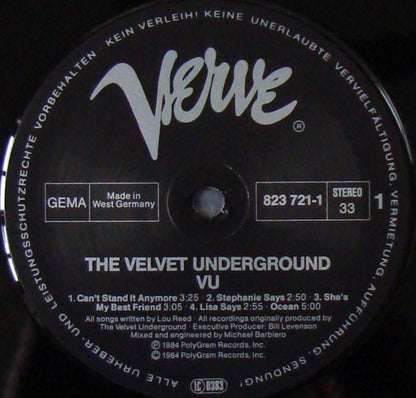 ALLE URHEBER- UND LEISTUNGSSCHUTZRECHTE VORBEHALTEN · KEIN VERLEIH! KEINE UNERLAUBTE VERVIELFÄLTIGUNG, VERMIETUNG, AUFFÜHRUNG, SENDUNG!
Verve ®
GEMA Made in
West Germany
823 721-1 STEREO
33 1
THE VELVET UNDERGROUND
VU
1. Can't Stand It Anymore 3:25 · 2. Stephanie Says 2:50 · 3. She's
My Best Friend 3:05 · 4. Lisa Says 2:55 · Ocean 5:00
All songs written by Lou Reed · All recordings originally produced by
The Velvet Underground · Executive Producer: Bill Levenson
Mixed and engineered by Michael Barbiero
℗ 1984 PolyGram Records, Inc.
© 1984 PolyGram Records, Inc.
LC 0383